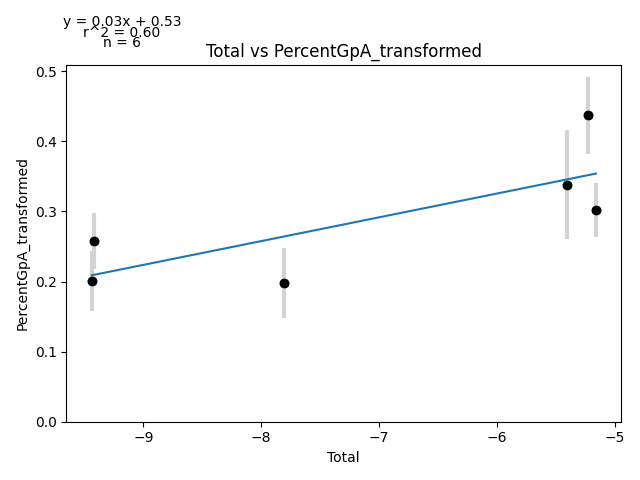 y = 0.03x + 0.53
r^2 = 0.60
n = 6
Total vs PercentGpA_transformed
PercentGpA_transformed
0.5
0.4
0.3
0.2
0.1
0.0
−9
−8
−7
−6
−5
Total